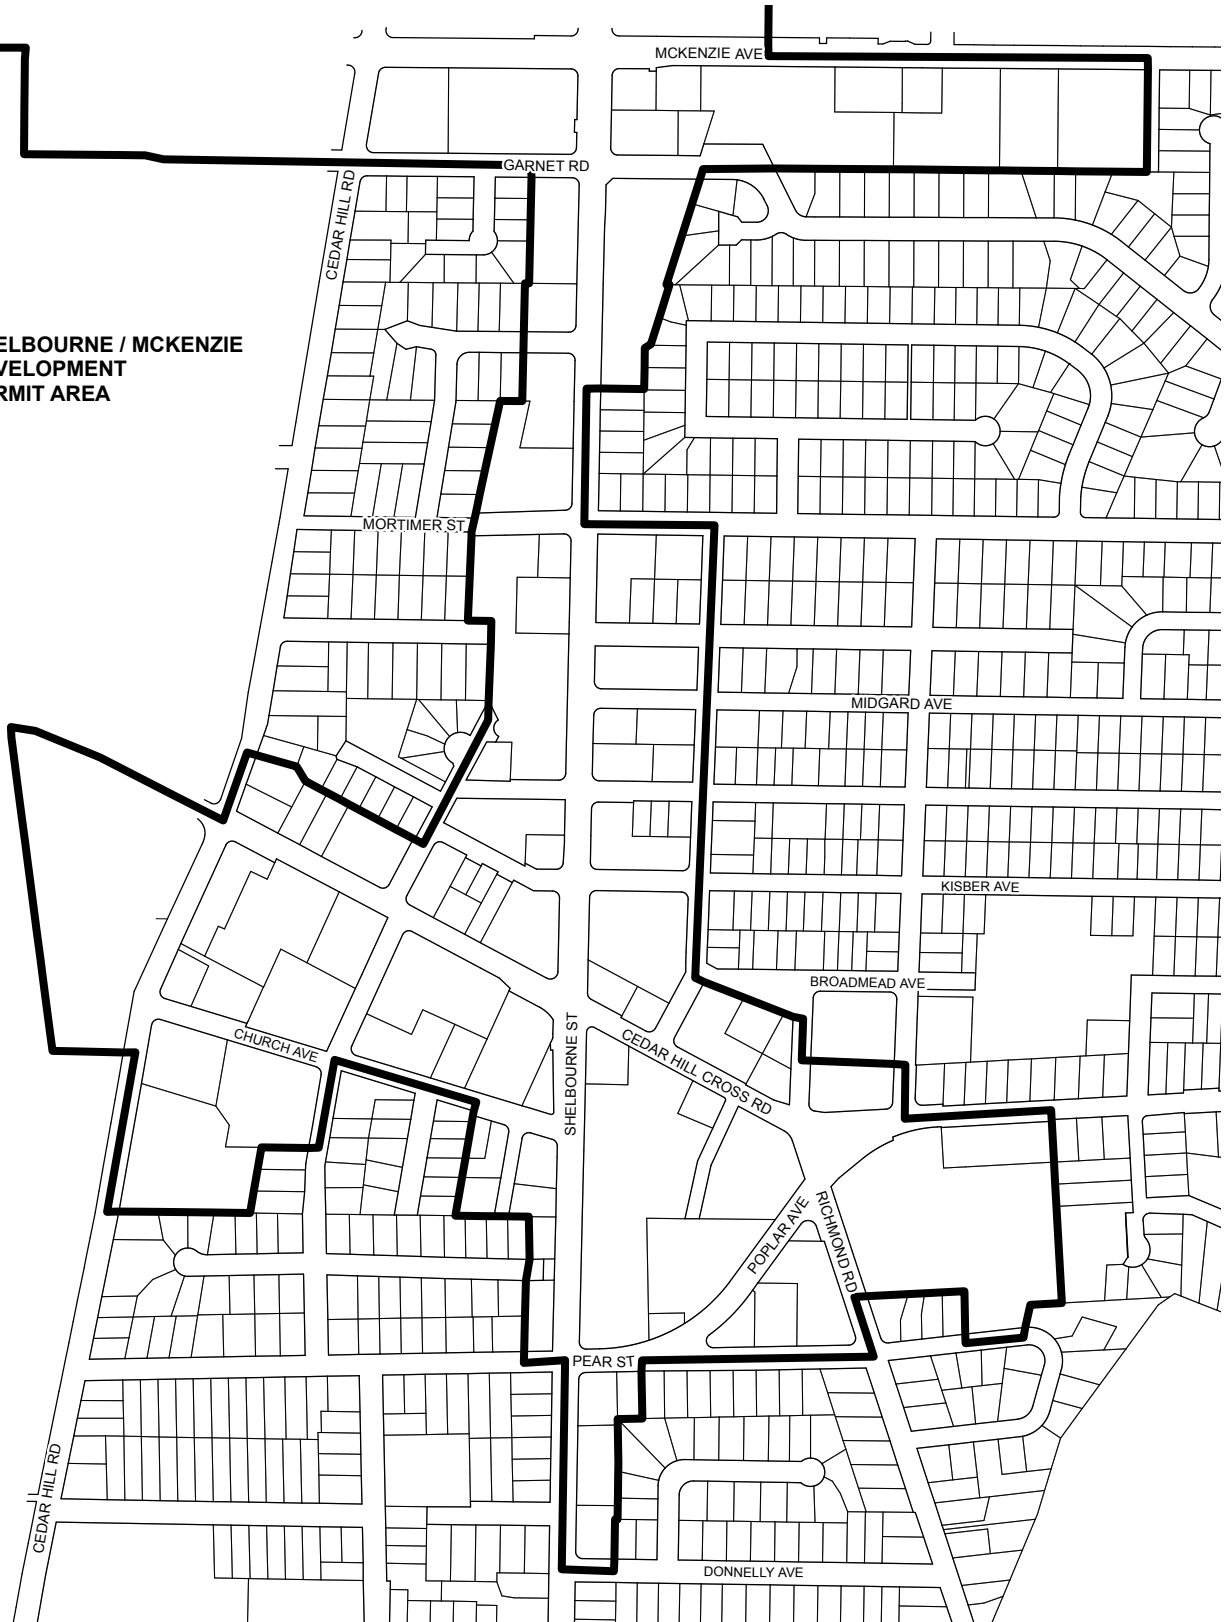 MCKENZIE AVE
GARNET RD
CEDAR HILL RD
ELBOURNE / MCKENZIE
VELOPMENT
RMIT AREA
MORTIMER ST
MIDGARD AVE
KISBER AVE
BROADMEAD AVE
CHURCH AVE
SHELBOURNE ST
CEDAR HILL CROSS RD
POPLAR AVE
RICHMOND RD
PEAR ST
CEDAR HILL RD
DONNELLY AVE